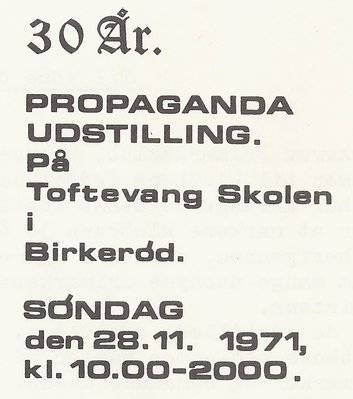 30 År.
PROPAGANDA
UDSTILLING.
På
Toftevang Skolen
i
Birkerød.
SØNDAG
den 28.11. 1971,
kl. 10.00-2000.